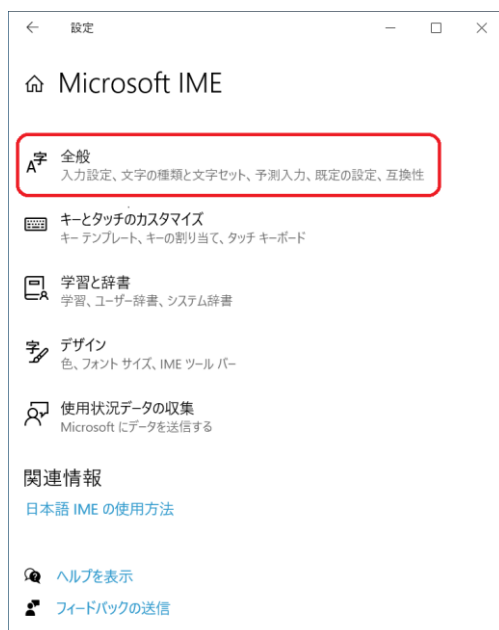 設定
Microsoft IME
全般
入力設定、文字の種類と文字セット、予測入力、既定の設定、互換性
キーとタッチのカスタマイズ
キー テンプレート、キーの割り当て、タッチ キーボード
学習と辞書
学習、ユーザー辞書、システム辞書
デザイン
色、フォント サイズ、IME ツール バー
使用状況データの収集
Microsoft にデータを送信する
関連情報
日本語 IME の使用方法
ヘルプを表示
フィードバックの送信